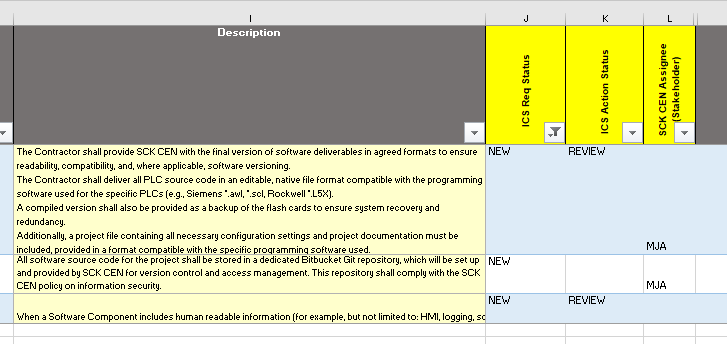 I J K L
Description
ICS Req Status
ICS Action Status
SCK CEN Assignee
(Stakeholder)
The Contractor shall provide SCK CEN with the final version of software deliverables in agreed formats to ensure
readability, compatibility, and, where applicable, software versioning.
The Contractor shall deliver all PLC source code in an editable, native file format compatible with the programming
software used for the specific PLCs (e.g., Siemens *.awl, *.scl, Rockwell *.L5X).
A compiled version shall also be provided as a backup of the flash cards to ensure system recovery and
redundancy.
Additionally, a project file containing all necessary configuration settings and project documentation must be
included, provided in a format compatible with the specific programming software used.
NEW
REVIEW
MJA
All software source code for the project shall be stored in a dedicated Bitbucket Git repository, which will be set up
and provided by SCK CEN for version control and access management. This repository shall comply with the SCK
CEN policy on information security.
NEW
MJA
When a Software Component includes human readable information (for example, but not limited to: HMI, logging, sc
NEW
REVIEW